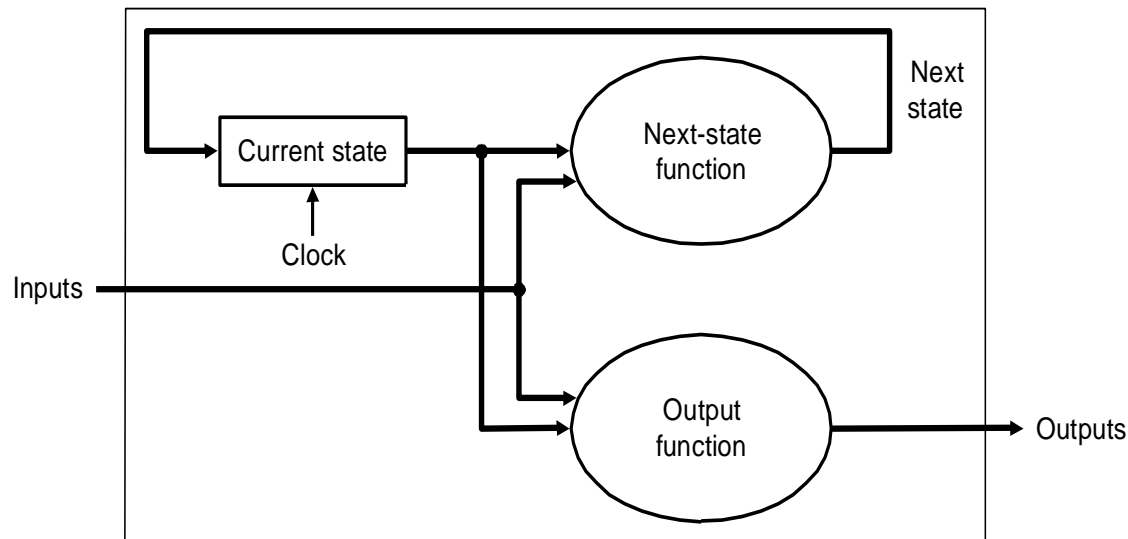 Next
state
Next-state
function
Current state
Clock
Inputs
Output
function
Outputs